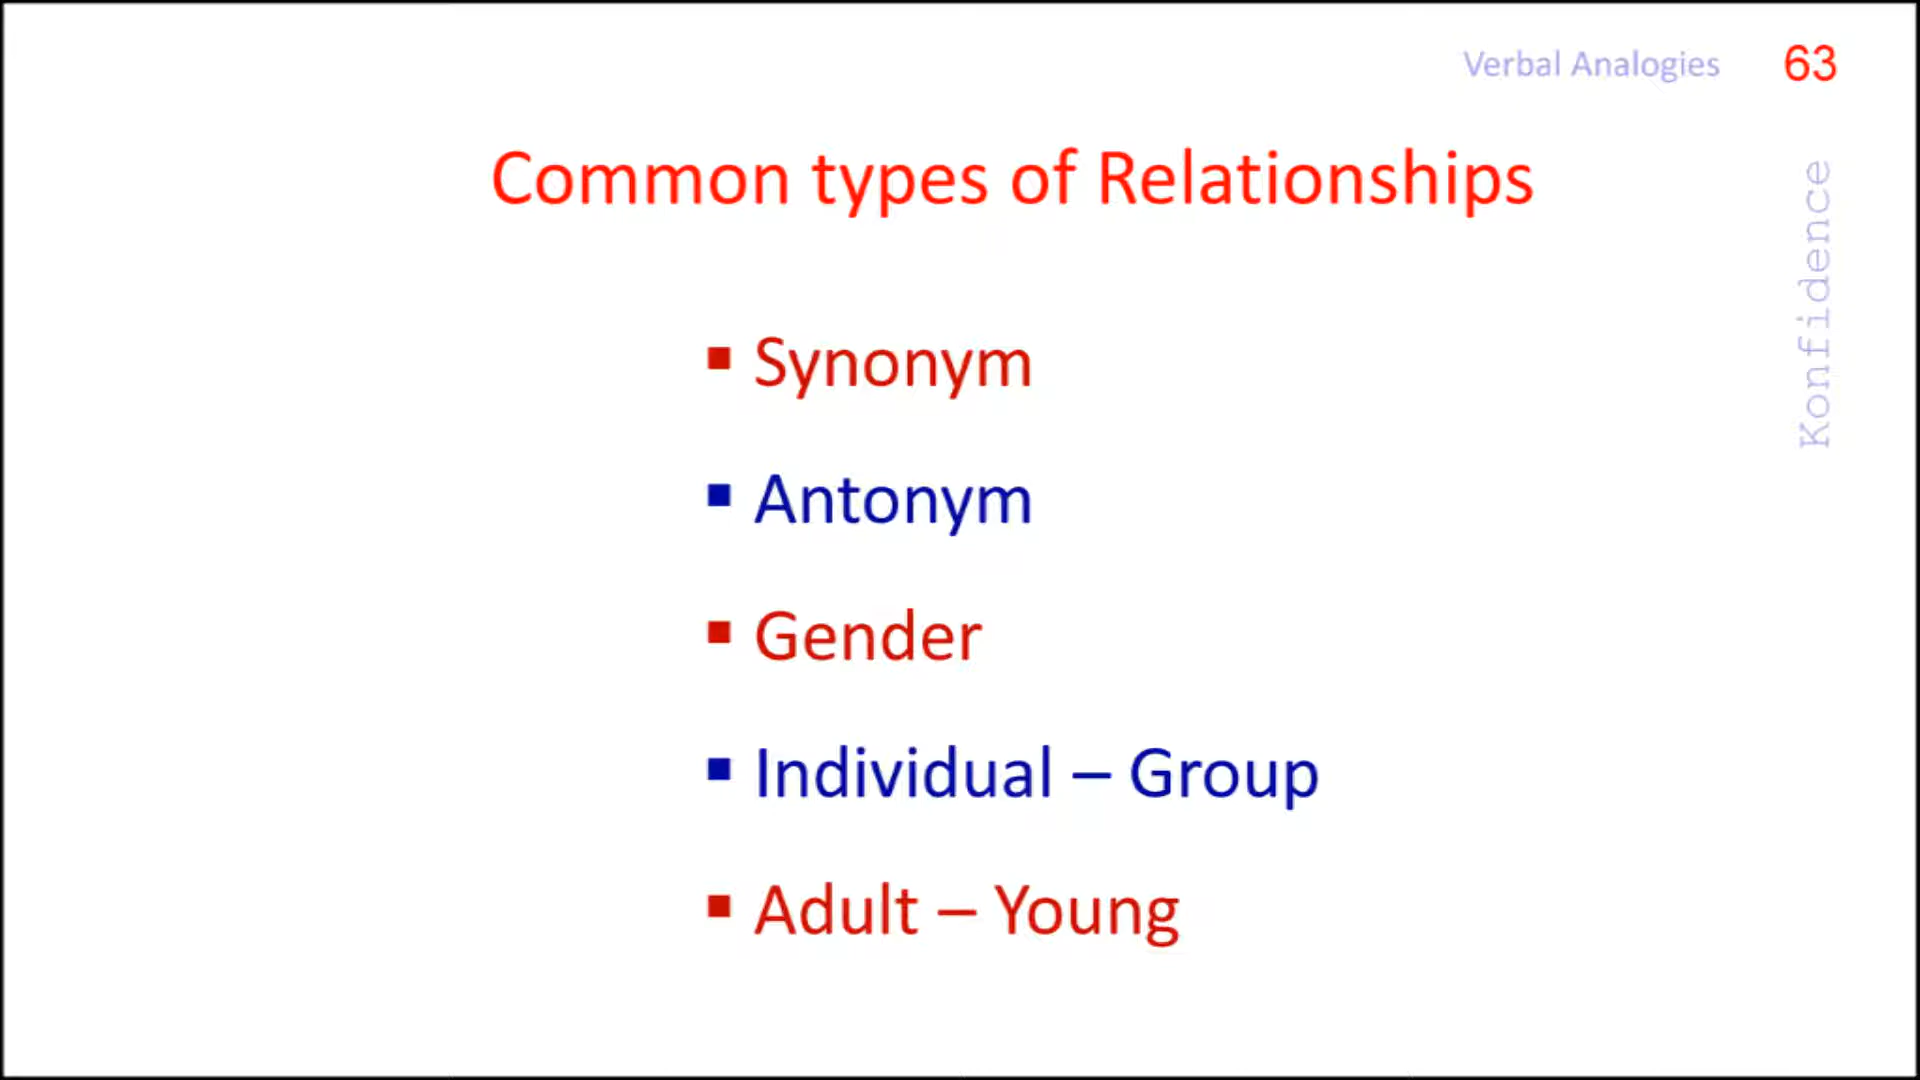 Verbal Analogies 63
Common types of Relationships
Konfidence
▪ Synonym
▪ Antonym
▪ Gender
▪ Individual – Group
▪ Adult – Young